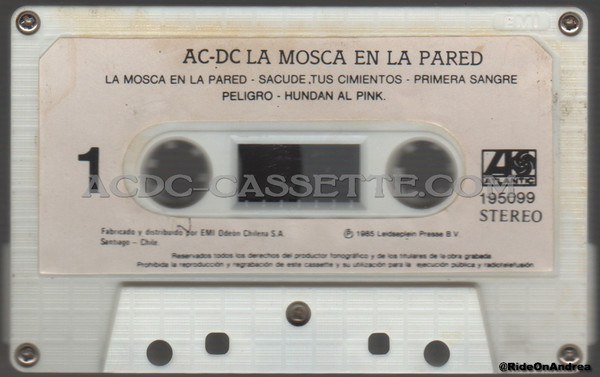 EMI
AC-DC LA MOSCA EN LA PARED
LA MOSCA EN LA PARED - SACUDE,TUS CIMIENTOS - PRIMERA SANGRE
PELIGRO - HUNDAN AL PINK.
1
ACDC-CASSETTE.COM
ATLANTIC
195099
STEREO
Fabricado y distribuido por EMI Odeón Chilena S.A.
Santiago - Chile.
℗ 1985 Leidseplein Presse B.V
Reservados todos los derechos del productor fonográfico y de los titulares de la obra grabada
Prohibida la reproducción y regrabación de este cassette y su utilización para la ejecución pública y radiotelefusión
@RideOnAndrea